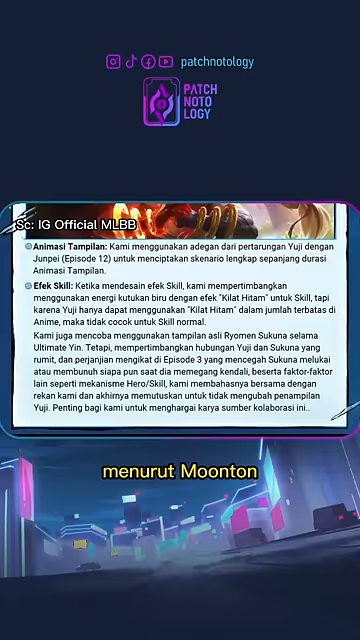 patchnotology
PATCH
NOTO
LOGY
Sc: IG Official MLBB
Animasi Tampilan: Kami menggunakan adegan dari pertarungan Yuji dengan
Junpei (Episode 12) untuk menciptakan skenario lengkap sepanjang durasi
Animasi Tampilan.
Efek Skill: Ketika mendesain efek Skill, kami mempertimbangkan
menggunakan energi kutukan biru dengan efek "Kilat Hitam" untuk Skill, tapi
karena Yuji hanya dapat menggunakan "Kilat Hitam" dalam jumlah terbatas di
Anime, maka tidak cocok untuk Skill normal.
Kami juga mencoba menggunakan tampilan asli Ryomen Sukuna selama
Ultimate Yin. Tetapi, mempertimbangkan hubungan Yuji dan Sukuna yang
rumit, dan perjanjian mengikat di Episode 3 yang mencegah Sukuna melukai
atau membunuh siapa pun saat dia memegang kendali, beserta faktor-faktor
lain seperti mekanisme Hero/Skill, kami membahasnya bersama dengan
rekan kami dan akhirnya memutuskan untuk tidak mengubah penampilan
Yuji. Penting bagi kami untuk menghargai karya sumber kolaborasi ini..
menurut Moonton